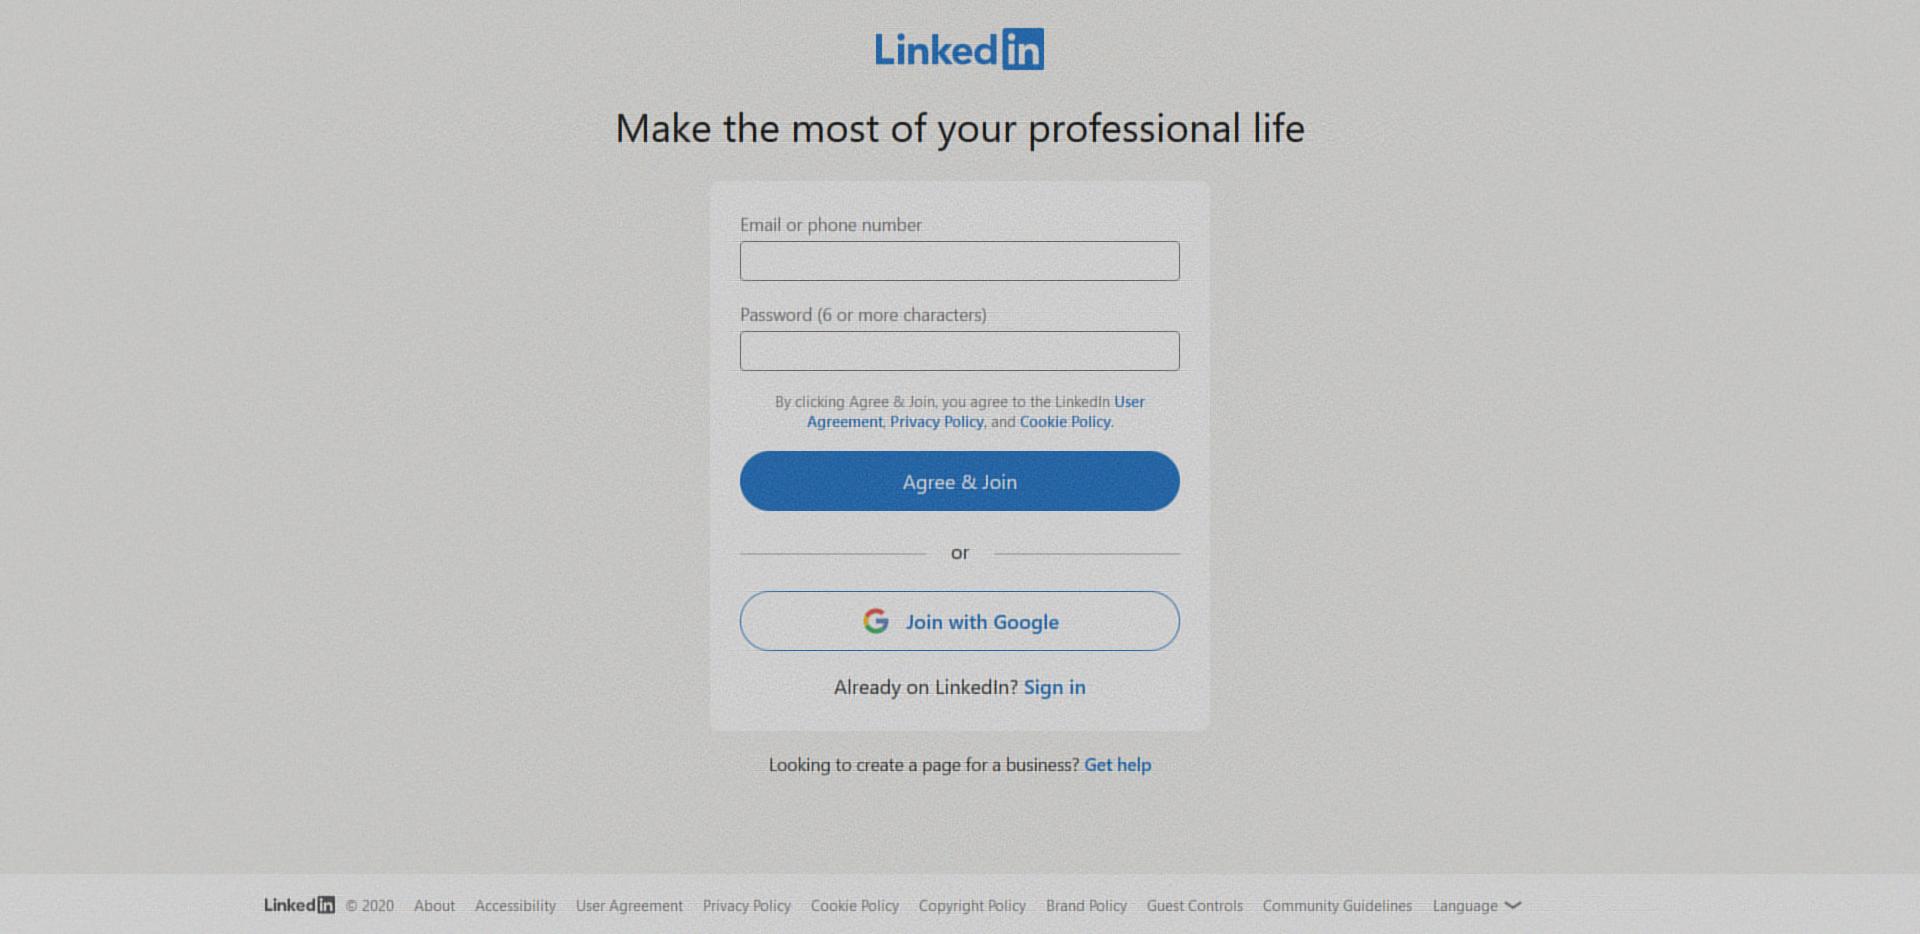 LinkedIn
Make the most of your professional life
Email or phone number
Password (6 or more characters)
By clicking Agree & Join, you agree to the LinkedIn User
Agreement, Privacy Policy, and Cookie Policy.
Agree & Join
or
Join with Google
Already on LinkedIn? Sign in
Looking to create a page for a business? Get help
LinkedIn © 2020 About Accessibility User Agreement Privacy Policy Cookie Policy Copyright Policy Brand Policy Guest Controls Community Guidelines Language